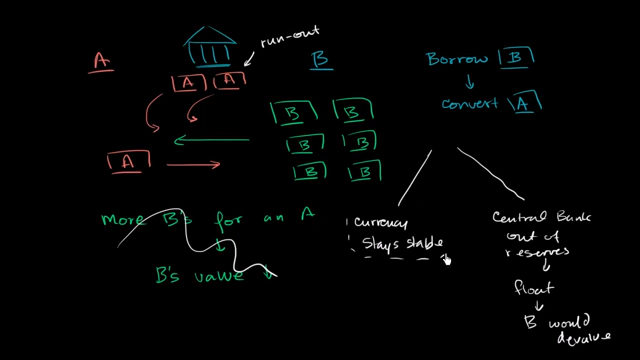 run-out
A
B
A A
B B
B B
B B
A
More B's for an A
↓
B's value ↓
Borrow B
↓
convert A
currency
stays stable
Central Bank
out of
reserves
↓
float
↓
B would
devalue